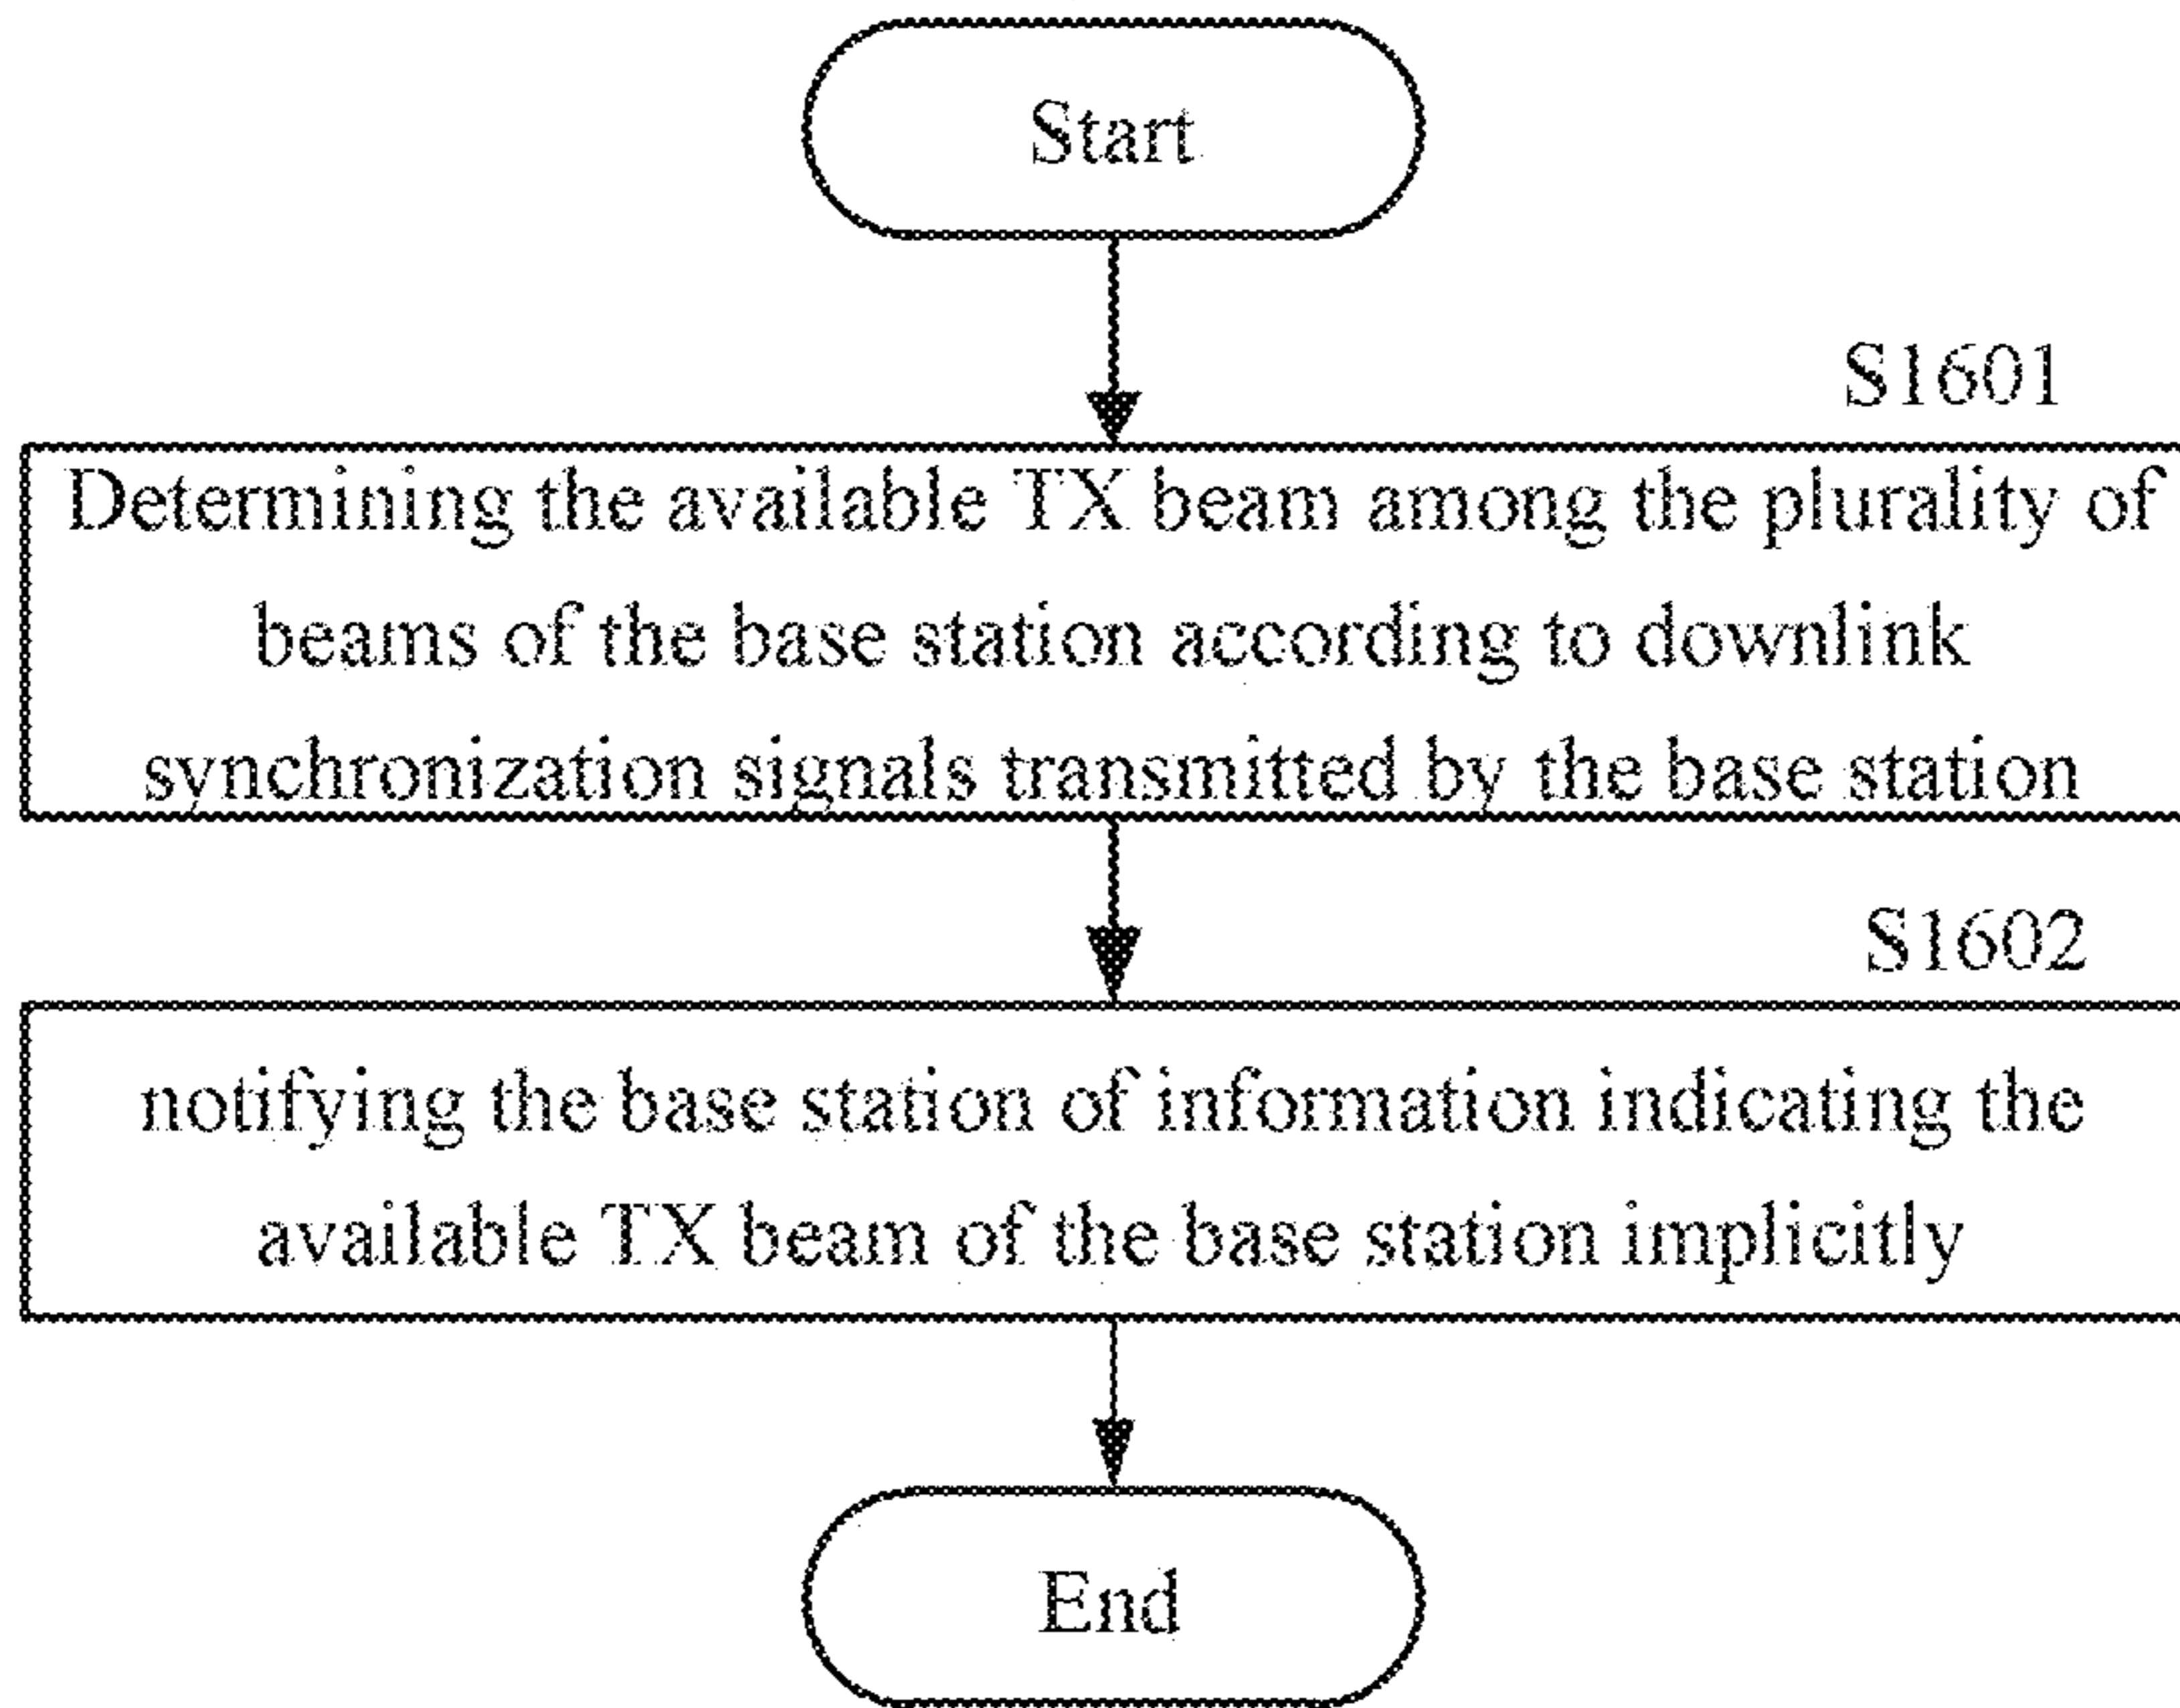 Start
S1601
Determining the available TX beam among the plurality of
beams of the base station according to downlink
synchronization signals transmitted by the base station
S1602
notifying the base station of information indicating the
available TX beam of the base station implicitly
End